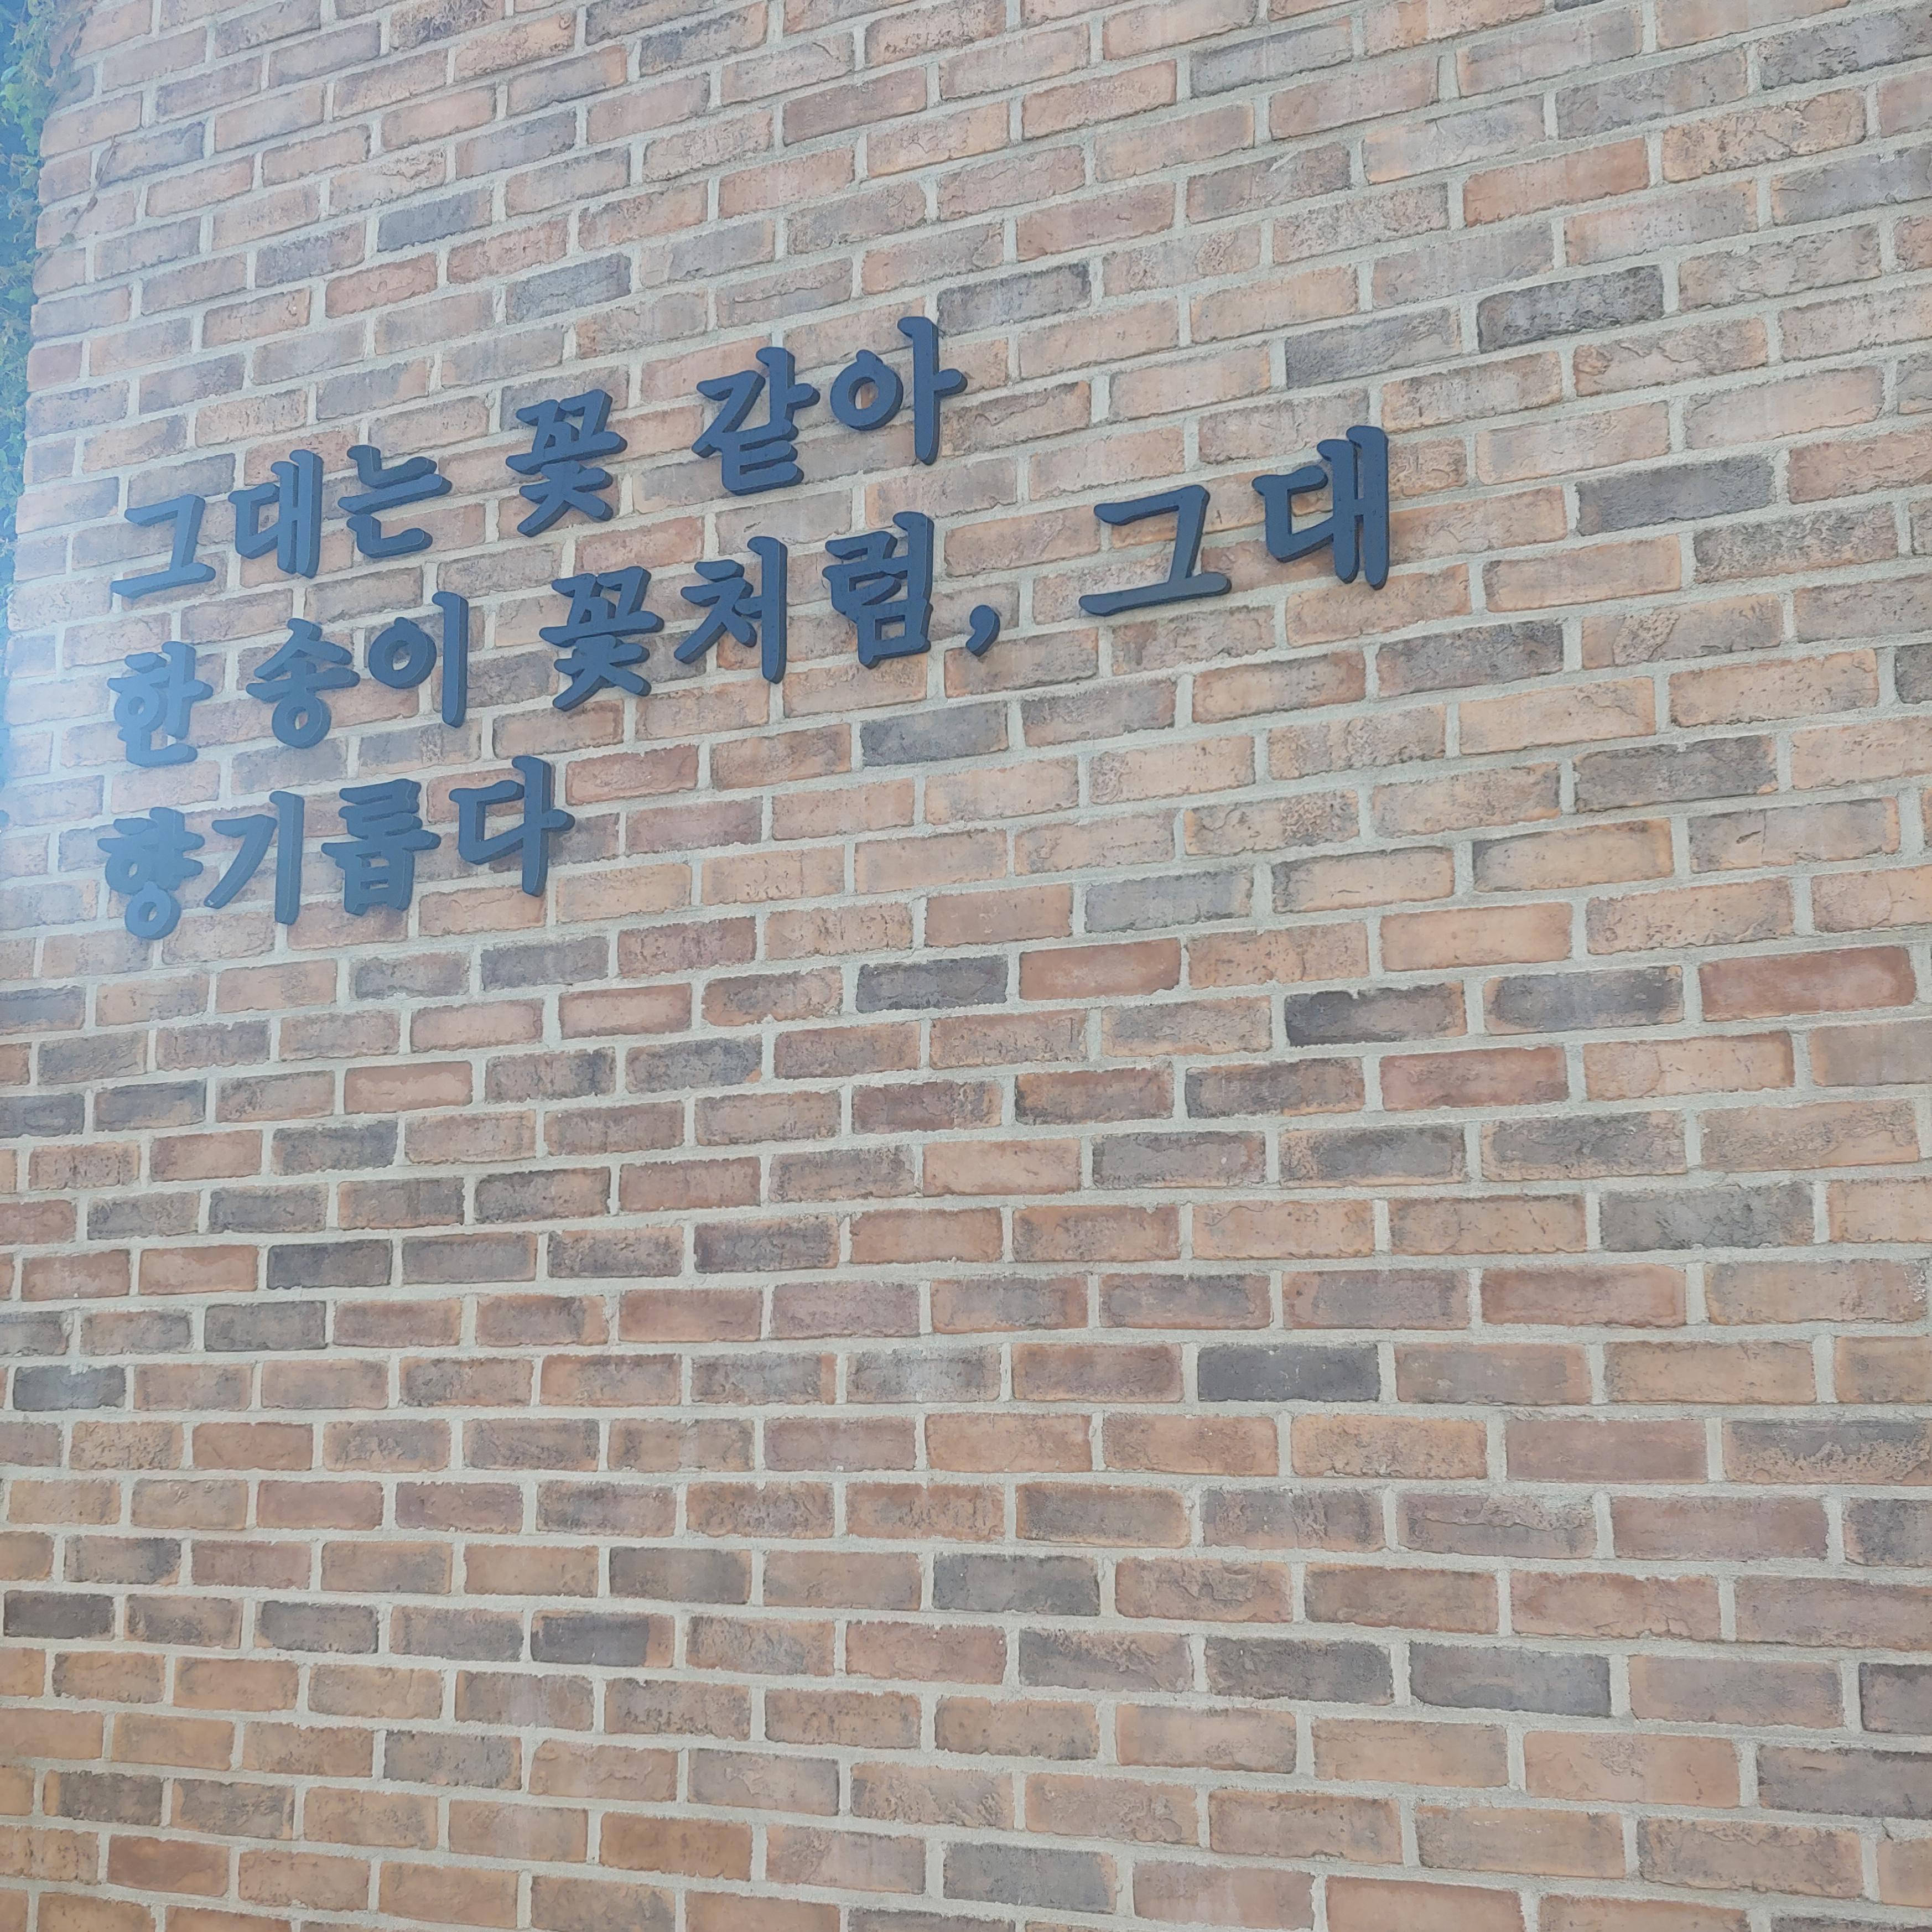 그대는 꽃 같아
한 송이 꽃처럼, 그대
향기롭다